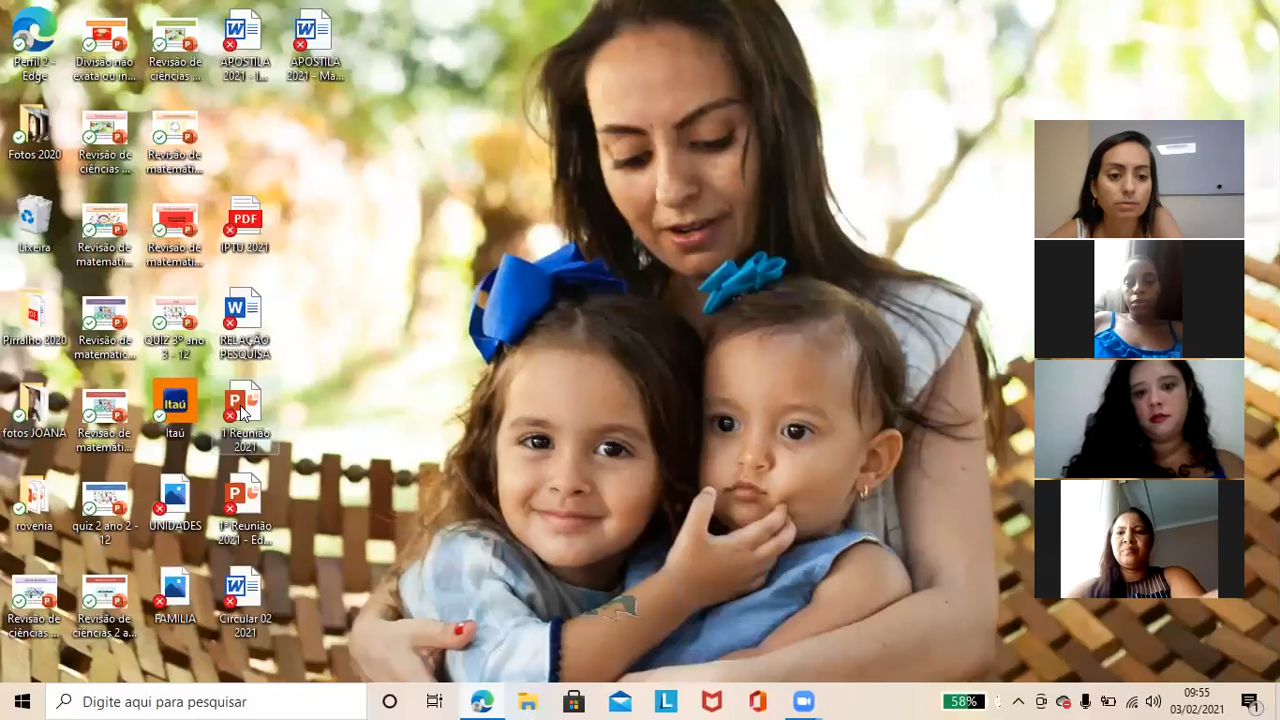 Perfil 2 - Edge
Divisão não exata ou in...
Revisão de ciências ...
APOSTILA 2021 - I...
APOSTILA 2021 - Ma...
Fotos 2020
Revisão de ciências ...
Revisão de matemáti...
Lixeira
Revisão de matemáti...
Revisão de matemáti...
PDF
IPTU 2021
Pirralho 2020
Revisão de matemátic...
QUIZ 3º ano 3 - 12
RELAÇÃO PESQUISA
fotos JOANA
Revisão de matemáti...
Itaú
Itaú
1 Reunião 2021
rovenia
quiz 2 ano 2 - 12
UNIDADES
1ª Reunião 2021 - Ed...
Revisão de ciências ...
Revisão de ciências 2 a...
FAMILIA
Circular 02 2021
Digite aqui para pesquisar
L
58%
09:55
03/02/2021
1